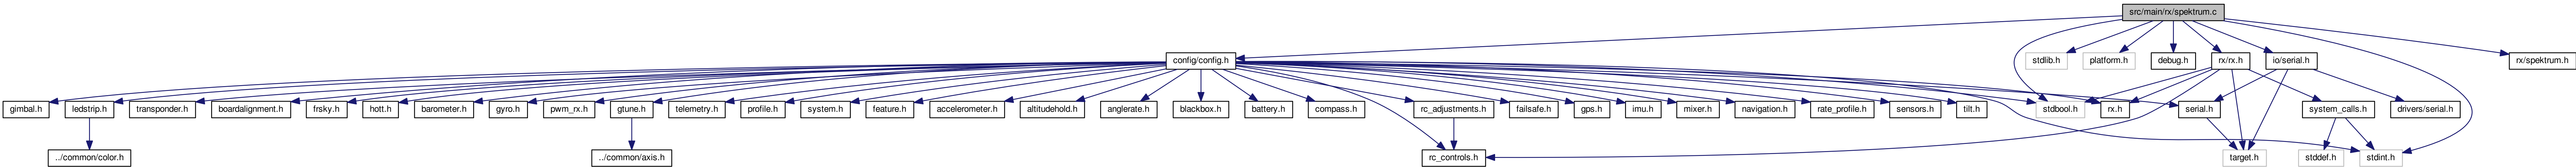 src/main/rx/spektrum.c
config/config.h
stdlib.h
platform.h
debug.h
rx/rx.h
io/serial.h
rx/spektrum.h
gimbal.h
ledstrip.h
transponder.h
boardalignment.h
frsky.h
hott.h
barometer.h
gyro.h
pwm_rx.h
gtune.h
telemetry.h
profile.h
system.h
feature.h
accelerometer.h
altitudehold.h
anglerate.h
blackbox.h
battery.h
compass.h
rc_adjustments.h
failsafe.h
gps.h
imu.h
mixer.h
navigation.h
rate_profile.h
sensors.h
tilt.h
stdbool.h
rx.h
serial.h
system_calls.h
drivers/serial.h
../common/color.h
../common/axis.h
rc_controls.h
target.h
stddef.h
stdint.h